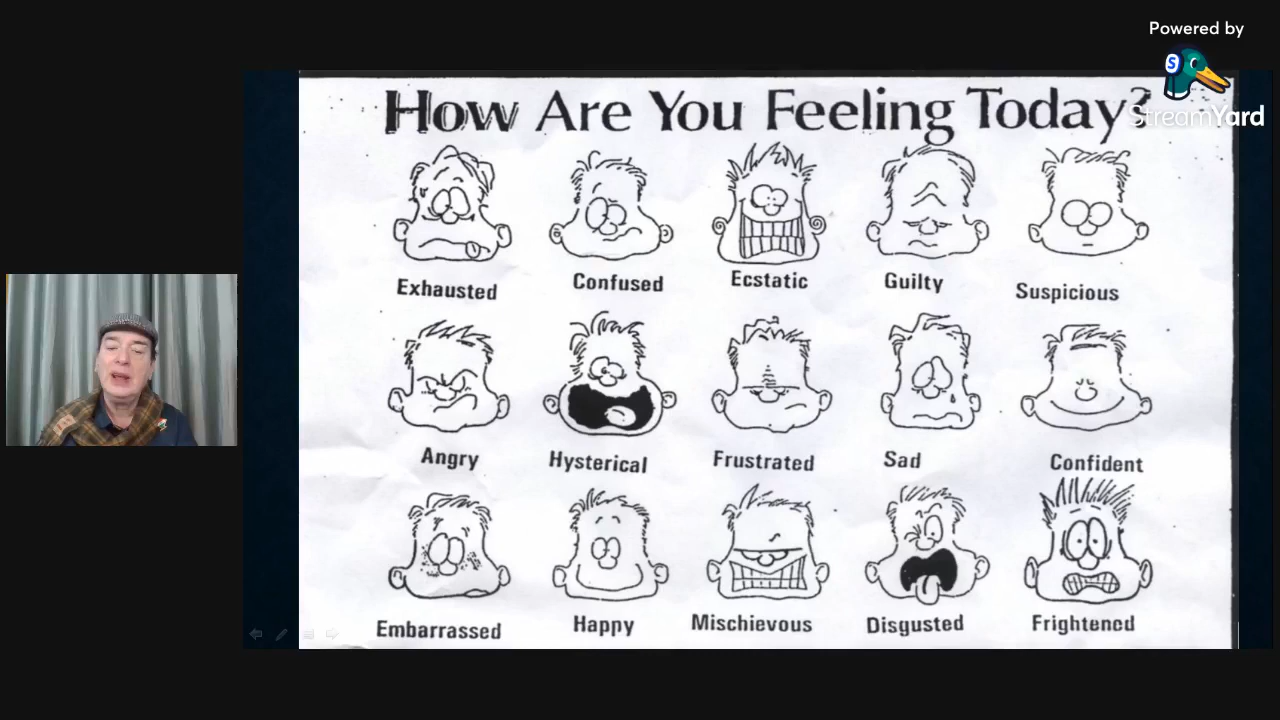 Powered by
StreamYard
How Are You Feeling Today?
Exhausted Confused Ecstatic Guilty Suspicious
Angry Hysterical Frustrated Sad Confident
Embarrassed Happy Mischievous Disgusted Frightened